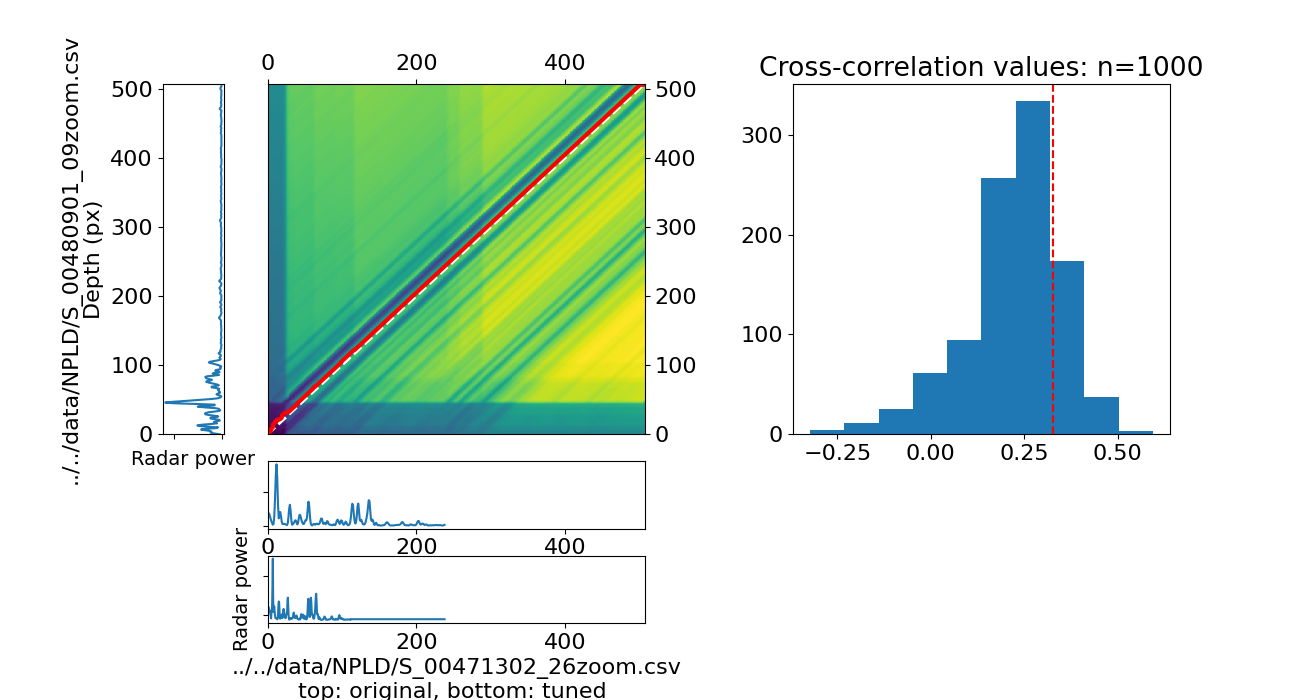 ../../data/NPLD/S_00480901_09zoom.csv
Depth (px)
0 200 400
500
400
300
200
100
0
500
400
300
200
100
0
Radar power
0 200 400
Radar power
0 200 400
../../data/NPLD/S_00471302_26zoom.csv
top: original, bottom: tuned
Cross-correlation values: n=1000
300
200
100
0
−0.25 0.00 0.25 0.50